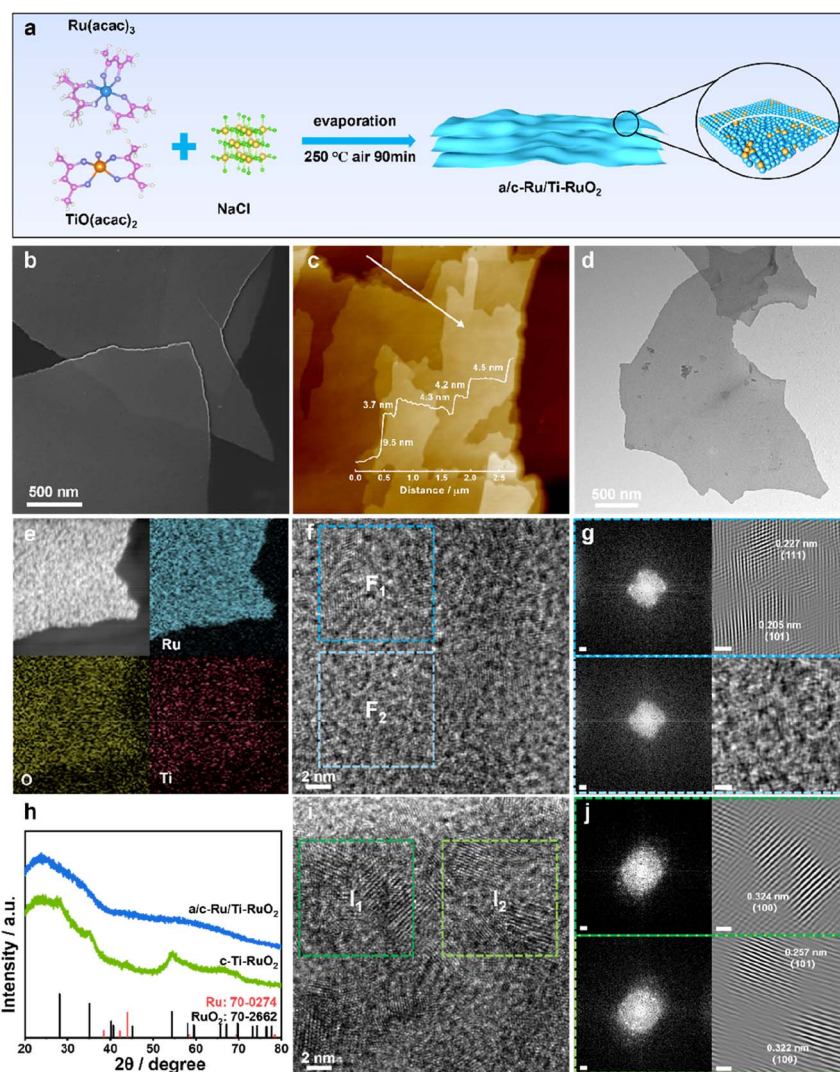 a
Ru(acac)3
TiO(acac)2
NaCl
evaporation
250 °C air 90min
a/c-Ru/Ti-RuO2
b
500 nm
c
3.7 nm
9.5 nm
4.3 nm
4.2 nm
4.5 nm
0.0 0.5 1.0 1.5 2.0 2.5
Distance / μm
d
500 nm
e
Ru
O
Ti
f
F1
F2
2 nm
g
0.227 nm
(111)
0.205 nm
(101)
h
Intensity / a.u.
a/c-Ru/Ti-RuO2
c-Ti-RuO2
Ru: 70-0274
RuO2: 70-2662
20 30 40 50 60 70 80
2θ / degree
i
I1
I2
2 nm
j
0.324 nm
(100)
0.257 nm
(101)
0.322 nm
(100)